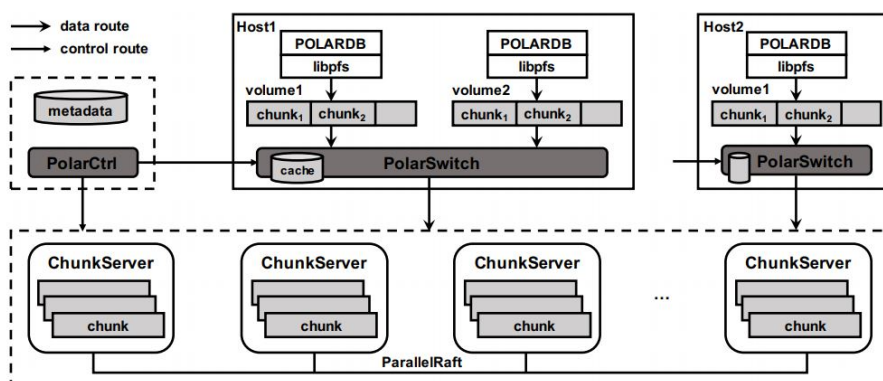 data route
control route
metadata
PolarCtrl
Host1
POLARDB
libpfs
volume1
chunk₁ chunk₂
POLARDB
libpfs
volume2
chunk₁ chunk₂
cache
PolarSwitch
Host2
POLARDB
libpfs
volume1
chunk₁ chunk₂
PolarSwitch
ChunkServer
chunk
ChunkServer
chunk
ChunkServer
chunk
...
ChunkServer
chunk
ParallelRaft